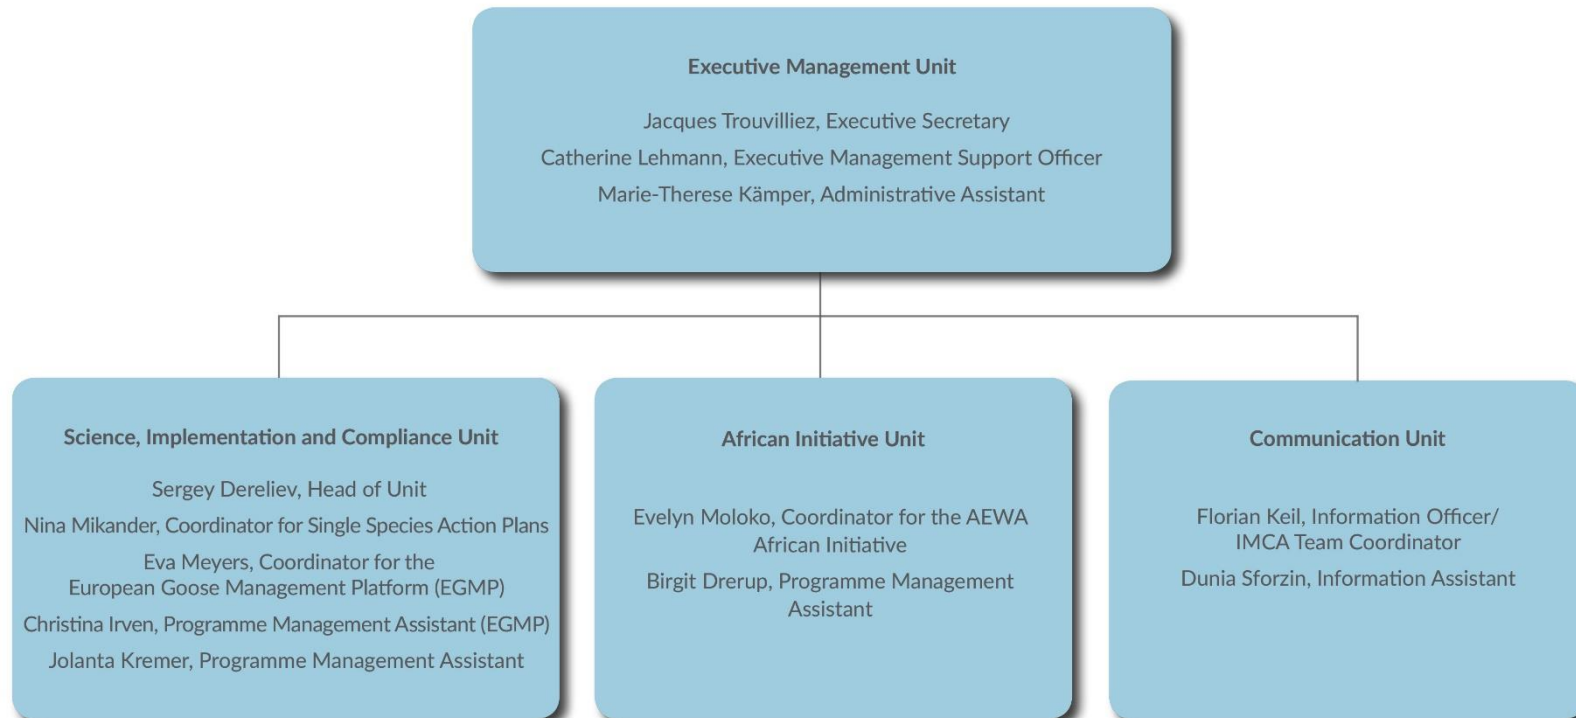 Executive Management Unit
Jacques Trouvilliez, Executive Secretary
Catherine Lehmann, Executive Management Support Officer
Marie-Therese Kämper, Administrative Assistant
Science, Implementation and Compliance Unit
Sergey Dereliev, Head of Unit
Nina Mikander, Coordinator for Single Species Action Plans
Eva Meyers, Coordinator for the
European Goose Management Platform (EGMP)
Christina Irven, Programme Management Assistant (EGMP)
Jolanta Kremer, Programme Management Assistant
African Initiative Unit
Evelyn Moloko, Coordinator for the AEWA
African Initiative
Birgit Drerup, Programme Management
Assistant
Communication Unit
Florian Keil, Information Officer/
IMCA Team Coordinator
Dunia Sforzin, Information Assistant